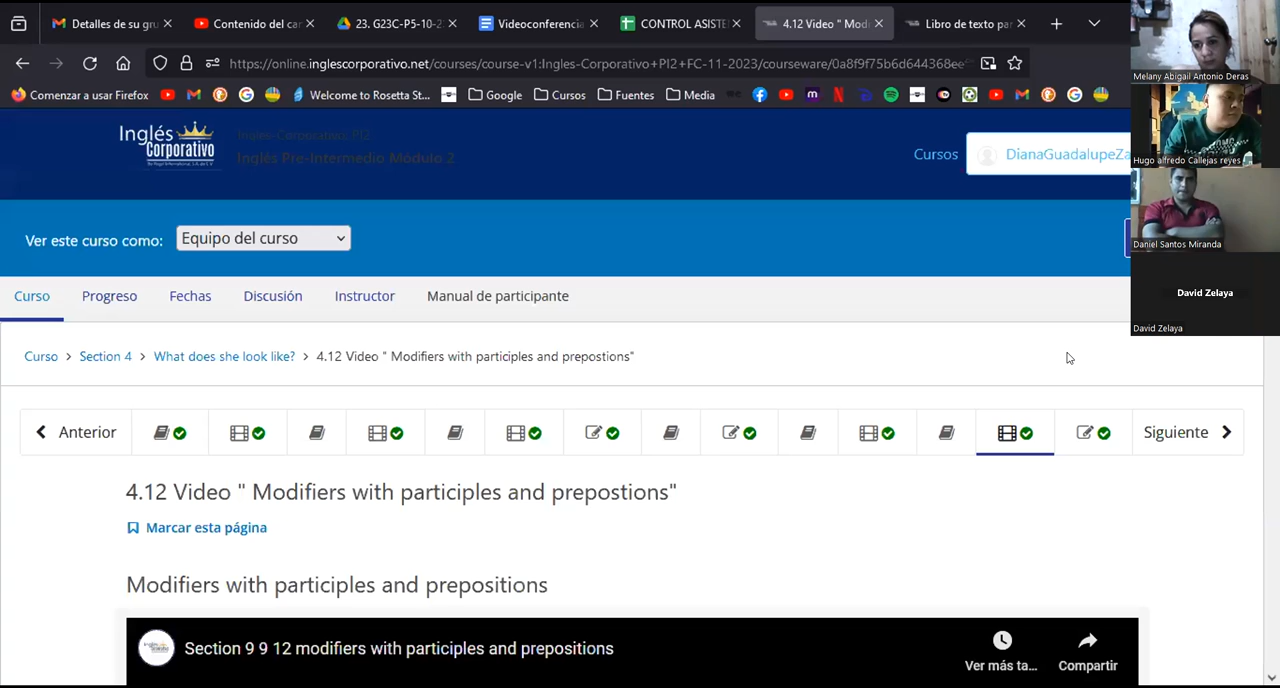 Detalles de su gru
Contenido del car
23. G23C-P5-10-2
Videoconferencia
CONTROL ASISTE
4.12 Video " Modi
Libro de texto par
https://online.inglescorporativo.net/courses/course-v1:Ingles-Corporativo+PI2+FC-11-2023/courseware/0a8f9f75b6d644368ee
Comenzar a usar Firefox
Welcome to Rosetta St...
Google
Cursos
Fuentes
Media
Inglés
Corporativo
Inglés Pre-Intermedio Módulo 2
Cursos
DianaGuadalupeZa
Ver este curso como:
Equipo del curso
Curso
Progreso
Fechas
Discusión
Instructor
Manual de participante
Curso > Section 4 > What does she look like? > 4.12 Video " Modifiers with participles and prepostions"
Anterior
Siguiente
4.12 Video " Modifiers with participles and prepostions"
Marcar esta página
Modifiers with participles and prepositions
Section 9 9 12 modifiers with participles and prepositions
Ver más ta...
Compartir
Melany Abigail Antonio Deras
Hugo alfredo Callejas reyes
Daniel Santos Miranda
David Zelaya
David Zelaya